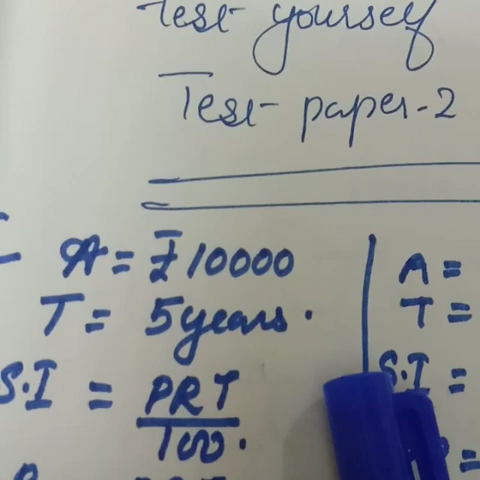 Test yourself
Test paper-2
A = ₹10000
T = 5 years.
S.I = PRT
100.
A =
T =
S.I =
=